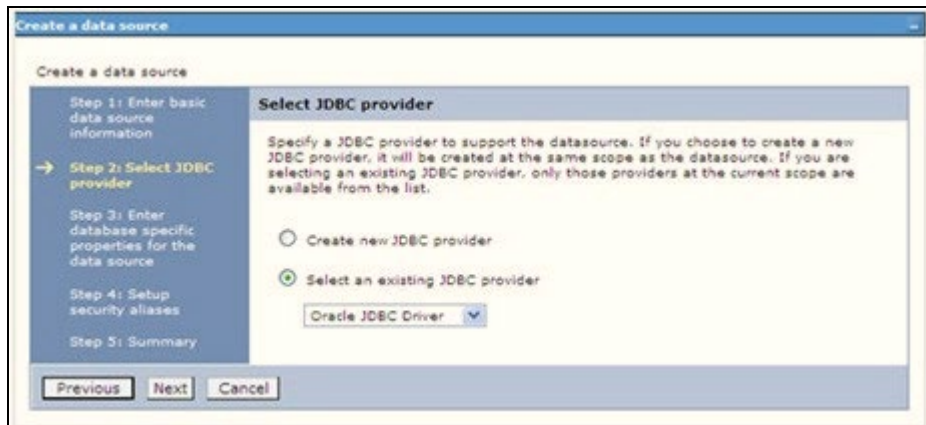 Create a data source
Create a data source
Step 1: Enter basic
data source
information
Step 2: Select JDBC
provider
Step 3: Enter
database specific
properties for the
data source
Step 4: Setup
security aliases
Step 5: Summary
Select JDBC provider
Specify a JDBC provider to support the datasource. If you choose to create a new
JDBC provider, it will be created at the same scope as the datasource. If you are
selecting an existing JDBC provider, only those providers at the current scope are
available from the list.
Create new JDBC provider
Select an existing JDBC provider
Oracle JDBC Driver
Previous Next Cancel